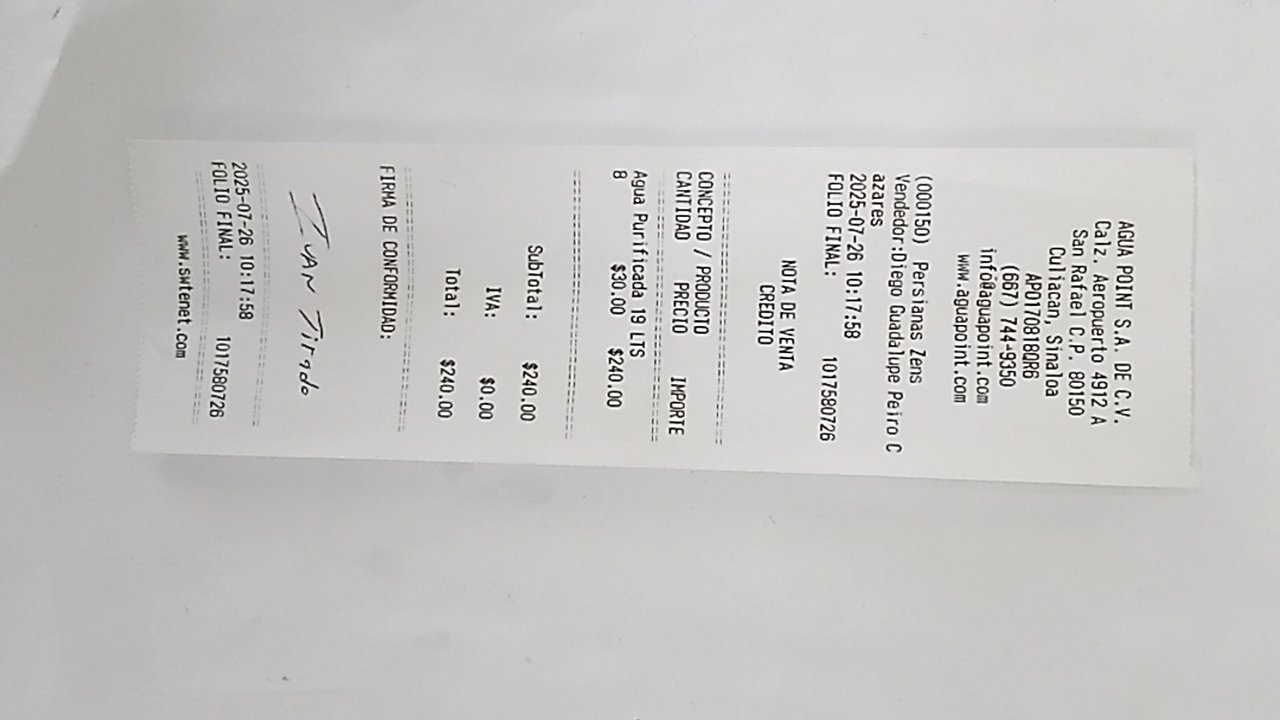 AGUA POINT S.A. DE C.V.
Calz. Aeropuerto 4912 A
San Rafael C.P. 80150
Culiacan, Sinaloa
APO170818QR6
(667) 744-9350
info@aguapoint.com
www.aguapoint.com
(000150) Persianas Zens
Vendedor:Diego Guadalupe Peiro C
azares
2025-07-26 10:17:58
FOLIO FINAL: 1017580726
NOTA DE VENTA
CREDITO
CONCEPTO / PRODUCTO
CANTIDAD PRECIO IMPORTE
Agua Purificada 19 LTS
8 $30.00 $240.00
SubTotal: $240.00
IVA: $0.00
Total: $240.00
FIRMA DE CONFORMIDAD:
IVAN Tirado
2025-07-26 10:17:58
FOLIO FINAL: 1017580726
www.swtenet.com